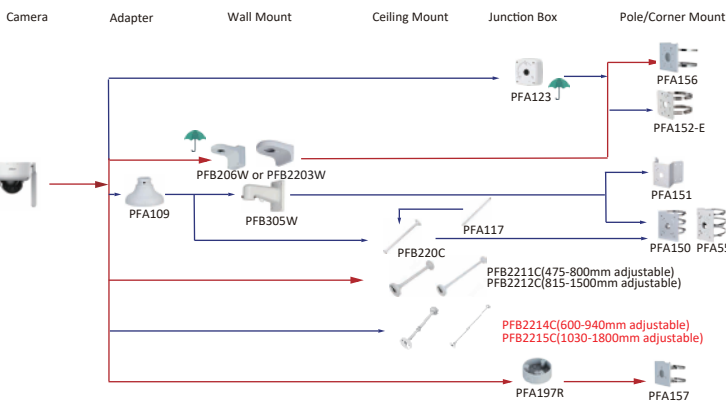 Camera Adapter Wall Mount Ceiling Mount Junction Box Pole/Corner Mount
PFA156
PFA123
PFA152-E
PFB206W or PFB2203W
PFA151
PFA109
PFB305W
PFA117
PFB220C
PFA150
PFB2211C(475-800mm adjustable)
PFB2212C(815-1500mm adjustable)
PFB2214C(600-940mm adjustable)
PFB2215C(1030-1800mm adjustable)
PFA197R
PFA157